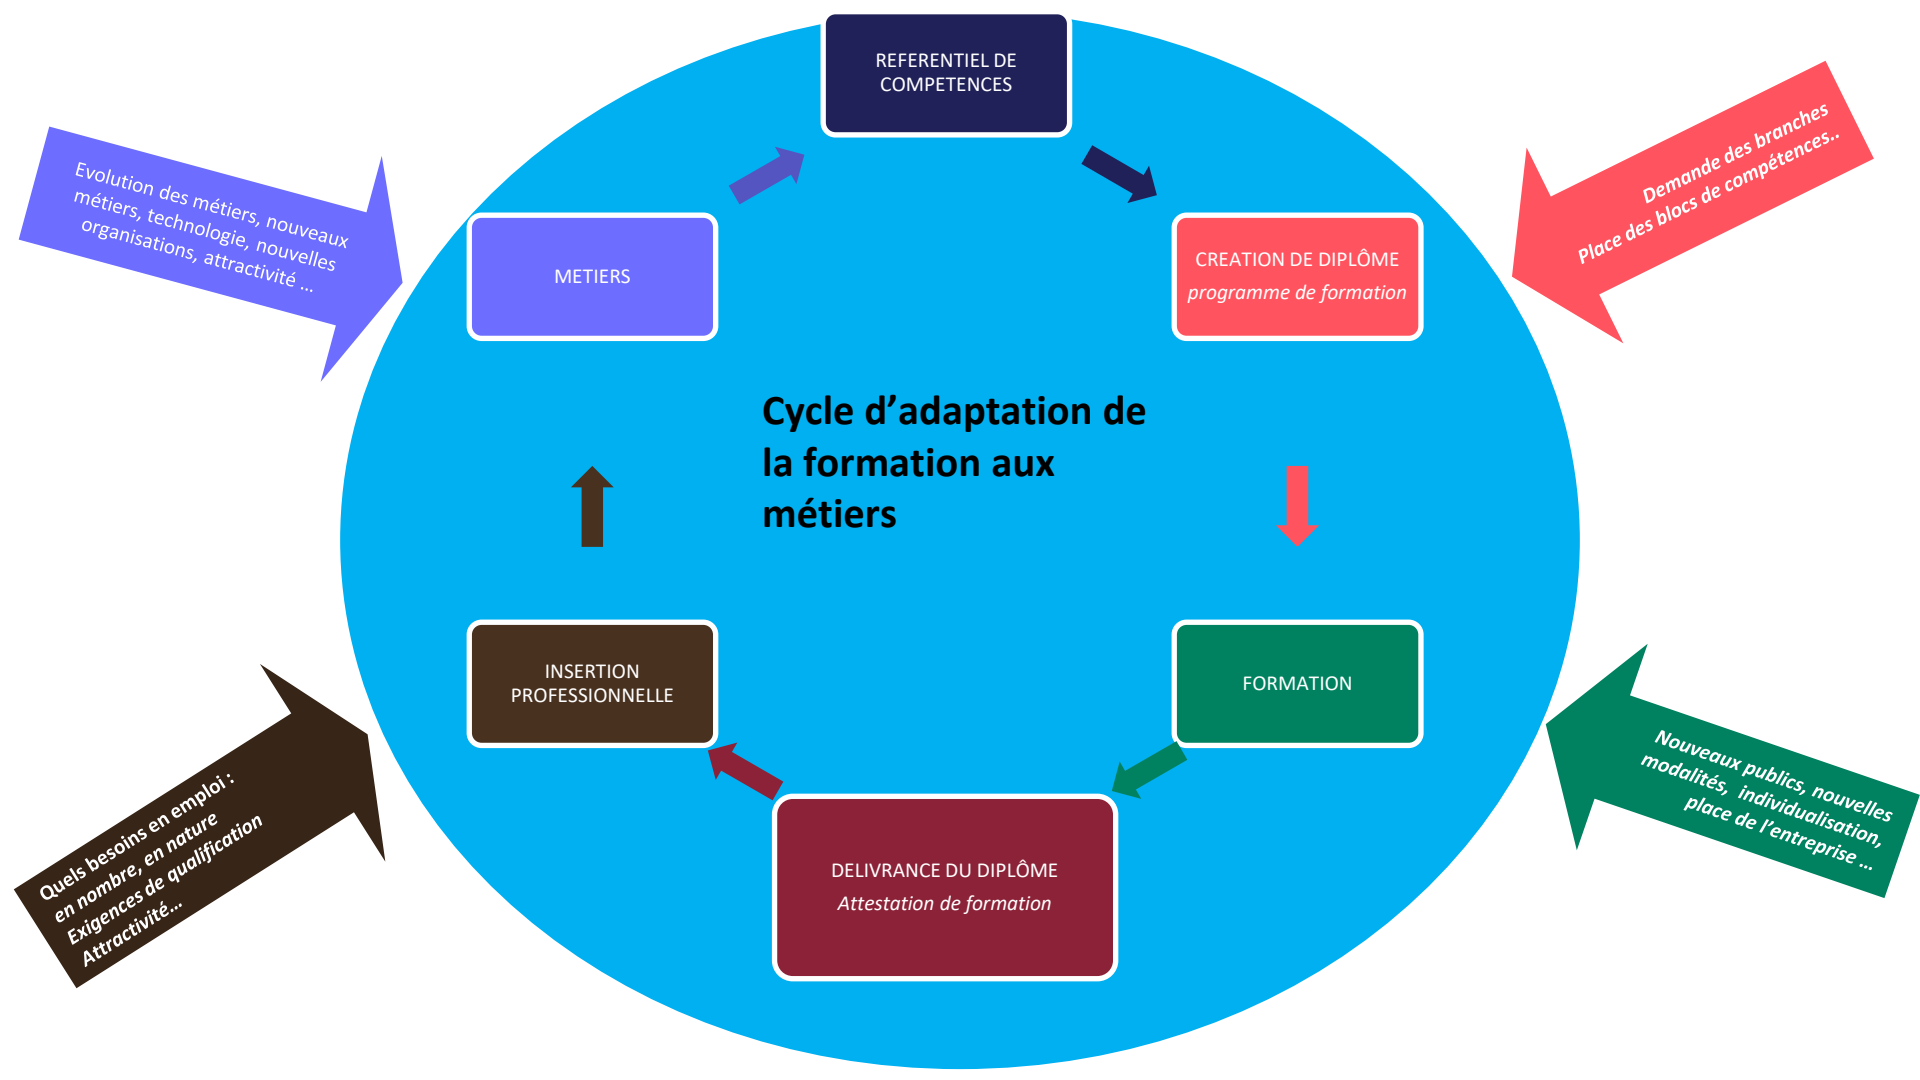 REFERENTIEL DE
COMPETENCES
Evolution des métiers, nouveaux
métiers, technologie, nouvelles
organisations, attractivité ...
METIERS
CREATION DE DIPLÔME
programme de formation
Demande des branches
Place des blocs de compétences..
Cycle d’adaptation de
la formation aux
métiers
INSERTION
PROFESSIONNELLE
FORMATION
Quels besoins en emploi :
en nombre, en nature
Exigences de qualification
Attractivité…
Nouveaux publics, nouvelles
modalités, individualisation,
place de l’entreprise ...
DELIVRANCE DU DIPLÔME
Attestation de formation